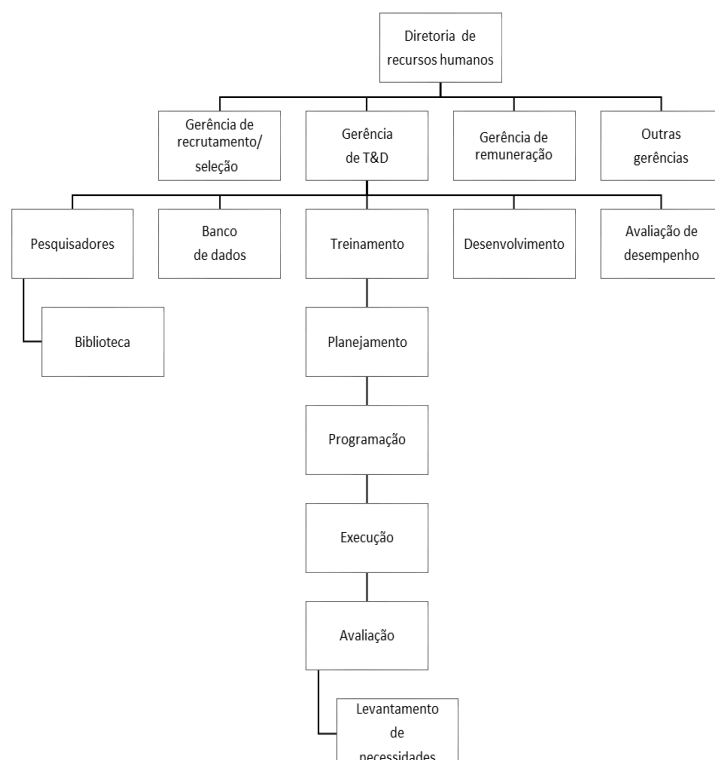 Diretoria de
recursos humanos
Gerência de
recrutamento/
seleção
Gerência
de T&D
Gerência de
remuneração
Outras
gerências
Pesquisadores
Banco
de dados
Treinamento
Desenvolvimento
Avaliação de
desempenho
Biblioteca
Planejamento
Programação
Execução
Avaliação
Levantamento
de
necessidades